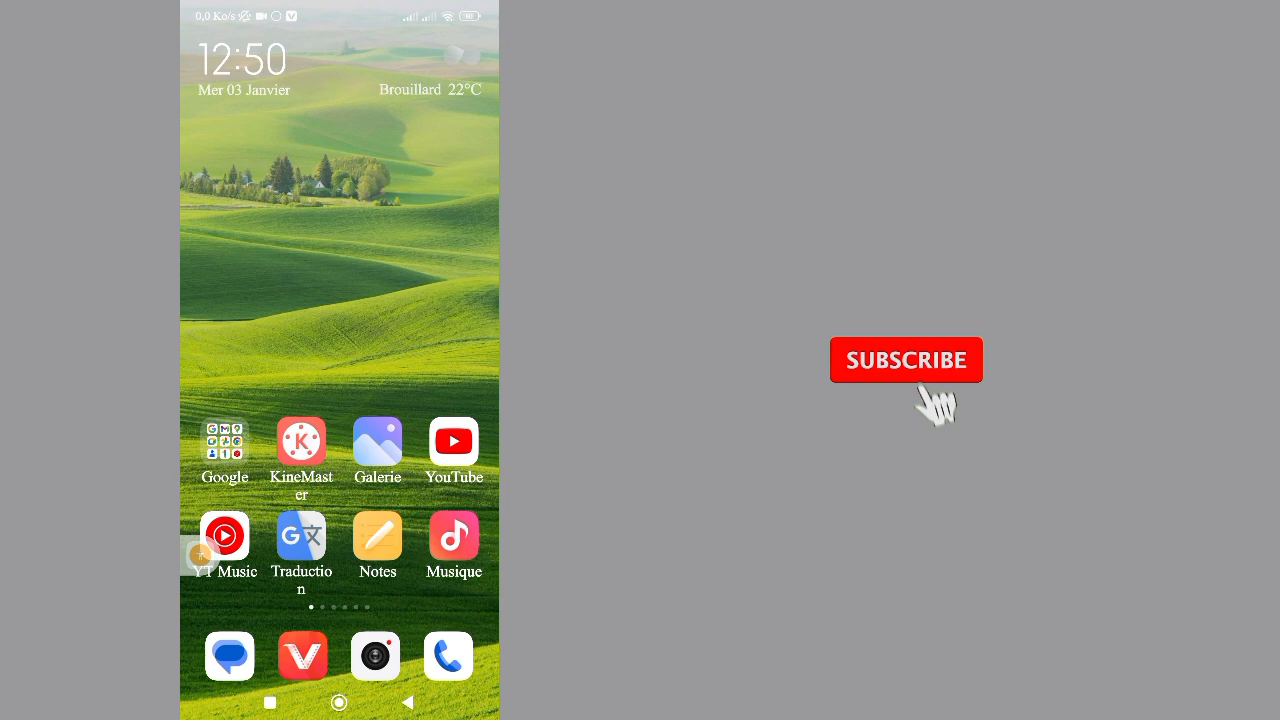 0,0 Ko/s
12:50
Mer 03 Janvier
Brouillard 22°C
SUBSCRIBE
Google
KineMast
er
Galerie
YouTube
YT Music
Traductio
n
Notes
Musique